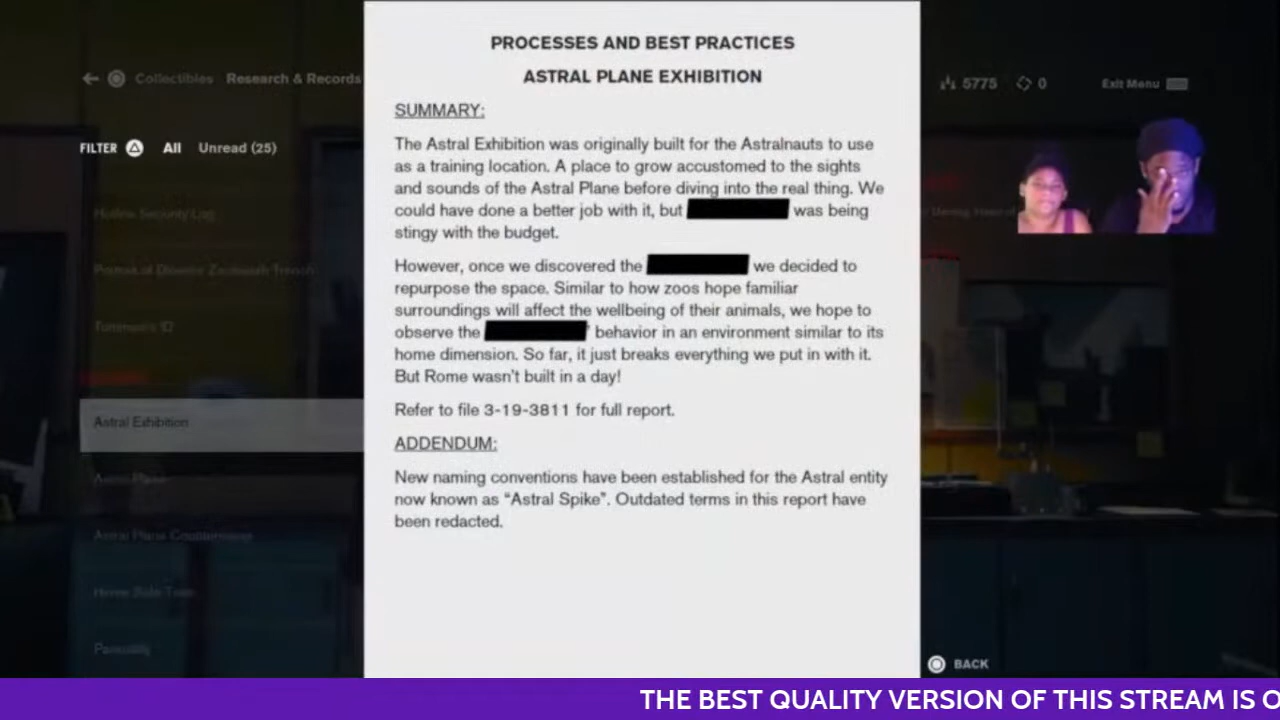 PROCESSES AND BEST PRACTICES
ASTRAL PLANE EXHIBITION
Collectibles Research & Records
5775 0 Exit Menu
FILTER All Unread (25)
SUMMARY:
The Astral Exhibition was originally built for the Astralnauts to use
as a training location. A place to grow accustomed to the sights
and sounds of the Astral Plane before diving into the real thing. We
could have done a better job with it, but was being
stingy with the budget.
However, once we discovered the we decided to
repurpose the space. Similar to how zoos hope familiar
surroundings will affect the wellbeing of their animals, we hope to
observe the ' behavior in an environment similar to its
home dimension. So far, it just breaks everything we put in with it.
But Rome wasn't built in a day!
Refer to file 3-19-3811 for full report.
ADDENDUM:
New naming conventions have been established for the Astral entity
now known as “Astral Spike”. Outdated terms in this report have
been redacted.
Hotline Security Log
Astral Exhibition
Astral Plane
BACK
THE BEST QUALITY VERSION OF THIS STREAM IS O